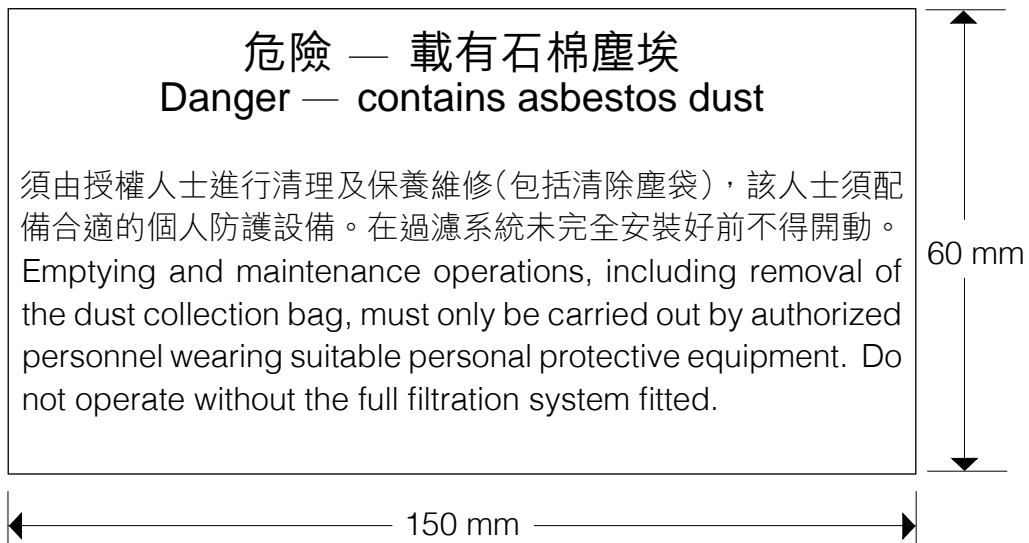 危險 — 載有石棉塵埃
Danger — contains asbestos dust
須由授權人士進行清理及保養維修(包括清除塵袋)，該人士須配
備合適的個人防護設備。在過濾系統未完全安裝好前不得開動。
Emptying and maintenance operations, including removal of
the dust collection bag, must only be carried out by authorized
personnel wearing suitable personal protective equipment. Do
not operate without the full filtration system fitted.
60 mm
150 mm